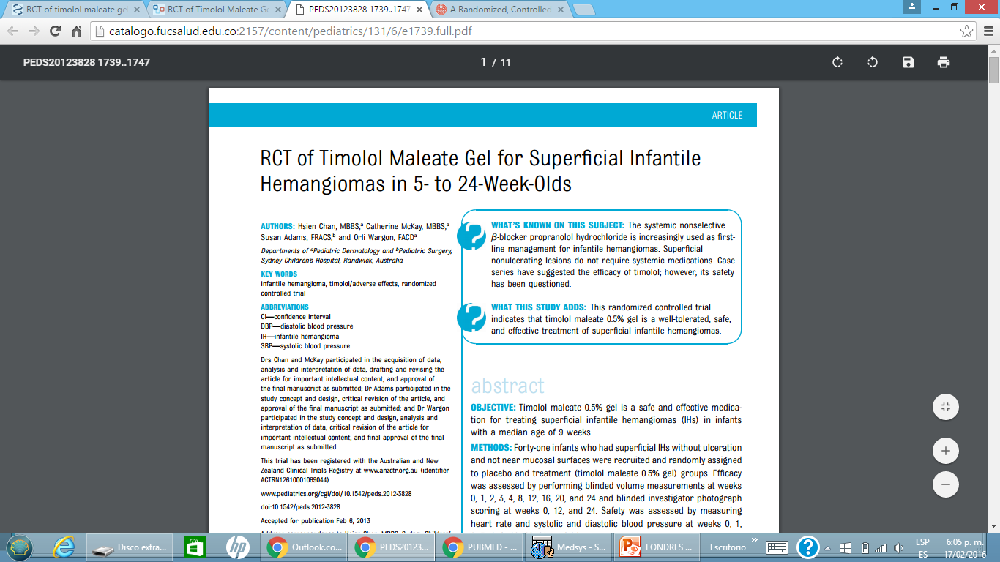 RCT of timolol maleate ge
RCT of Timolol Maleate Ge
PEDS20123828 1739..1747
A Randomized, Controlled
catalogo.fucsalud.edu.co:2157/content/pediatrics/131/6/e1739.full.pdf
PEDS20123828 1739..1747
1 / 11
ARTICLE
RCT of Timolol Maleate Gel for Superficial Infantile
Hemangiomas in 5- to 24-Week-Olds
AUTHORS: Hsien Chan, MBBS,a Catherine McKay, MBBS,a
Susan Adams, FRACS,b and Orli Wargon, FACDa
Departments of aPediatric Dermatology and bPediatric Surgery,
Sydney Children's Hospital, Randwick, Australia
KEY WORDS
infantile hemangioma, timolol/adverse effects, randomized
controlled trial
ABBREVIATIONS
CI—confidence interval
DBP—diastolic blood pressure
IH—infantile hemangioma
SBP—systolic blood pressure
Drs Chan and McKay participated in the acquisition of data,
analysis and interpretation of data, drafting and revising the
article for important intellectual content, and approval of
the final manuscript as submitted; Dr Adams participated in the
study concept and design, critical revision of the article, and
approval of the final manuscript as submitted; and Dr Wargon
participated in the study concept and design, analysis and
interpretation of data, critical revision of the article for
important intellectual content, and final approval of the final
manuscript as submitted.
This trial has been registered with the Australian and New
Zealand Clinical Trials Registry at www.anzctr.org.au (identifier
ACTRN12610001069044).
www.pediatrics.org/cgi/doi/10.1542/peds.2012-3828
doi:10.1542/peds.2012-3828
Accepted for publication Feb 6, 2013
?
WHAT'S KNOWN ON THIS SUBJECT: The systemic nonselective
β-blocker propranolol hydrochloride is increasingly used as first-
line management for infantile hemangiomas. Superficial
nonulcerating lesions do not require systemic medications. Case
series have suggested the efficacy of timolol; however, its safety
has been questioned.
?
WHAT THIS STUDY ADDS: This randomized controlled trial
indicates that timolol maleate 0.5% gel is a well-tolerated, safe,
and effective treatment of superficial infantile hemangiomas.
abstract
OBJECTIVE: Timolol maleate 0.5% gel is a safe and effective medica-
tion for treating superficial infantile hemangiomas (IHs) in infants
with a median age of 9 weeks.
METHODS: Forty-one infants who had superficial IHs without ulceration
and not near mucosal surfaces were recruited and randomly assigned
to placebo and treatment (timolol maleate 0.5% gel) groups. Efficacy
was assessed by performing blinded volume measurements at weeks
0, 1, 2, 3, 4, 8, 12, 16, 20, and 24 and blinded investigator photograph
scoring at weeks 0, 12, and 24. Safety was assessed by measuring
heart rate and systolic and diastolic blood pressure at weeks 0, 1,
Disco extra...
hp
Outlook.co...
PEDS20123...
PUBMED - ...
Medsys - S...
LONDRES ...
Escritorio
ESP
ES
6:05 p. m.
17/02/2016